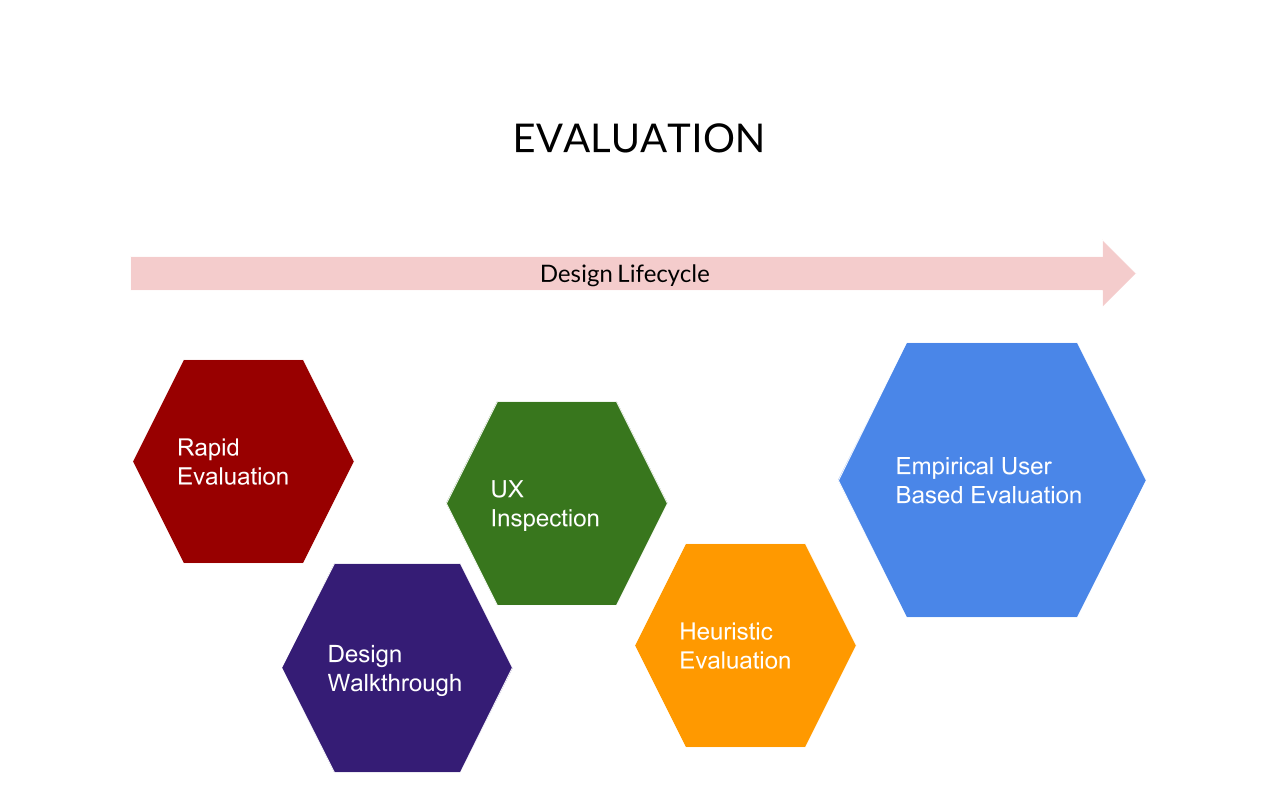 EVALUATION
Design Lifecycle
Rapid
Evaluation
Design
Walkthrough
UX
Inspection
Heuristic
Evaluation
Empirical User
Based Evaluation